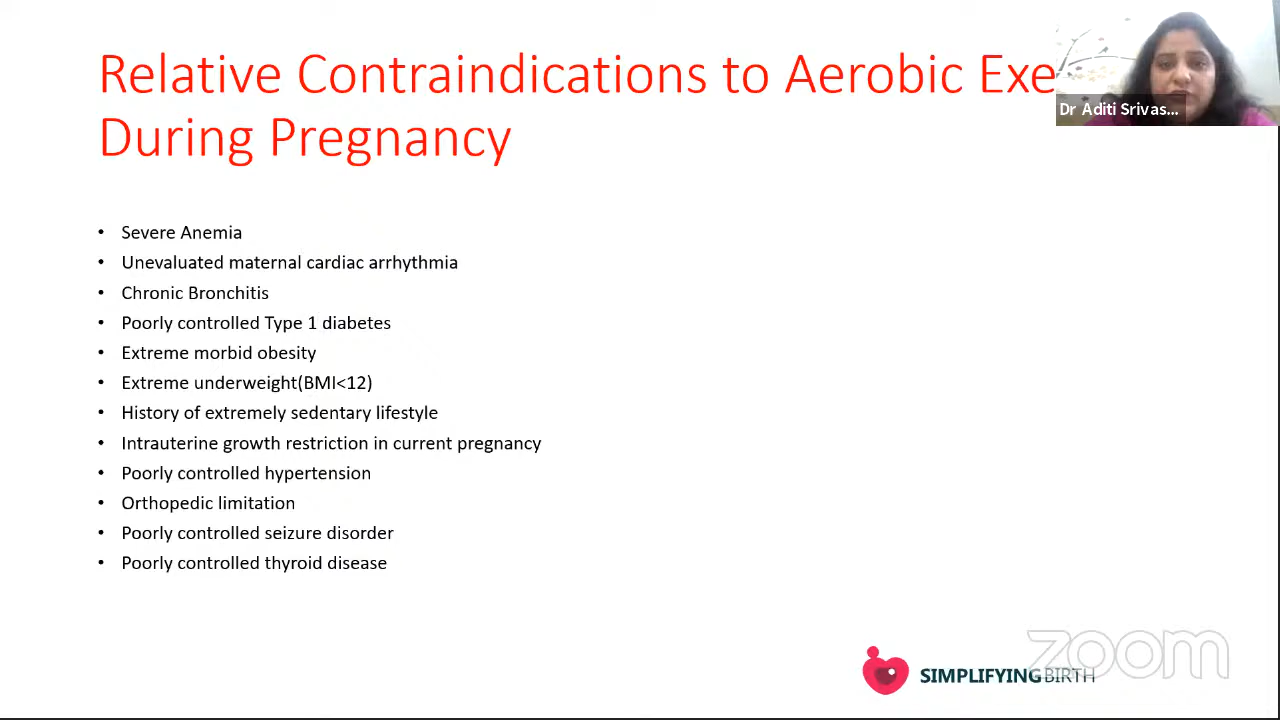 Relative Contraindications to Aerobic Exe
During Pregnancy
Dr Aditi Srivas...
• Severe Anemia
• Unevaluated maternal cardiac arrhythmia
• Chronic Bronchitis
• Poorly controlled Type 1 diabetes
• Extreme morbid obesity
• Extreme underweight(BMI<12)
• History of extremely sedentary lifestyle
• Intrauterine growth restriction in current pregnancy
• Poorly controlled hypertension
• Orthopedic limitation
• Poorly controlled seizure disorder
• Poorly controlled thyroid disease
zoom
SIMPLIFYINGBIRTH